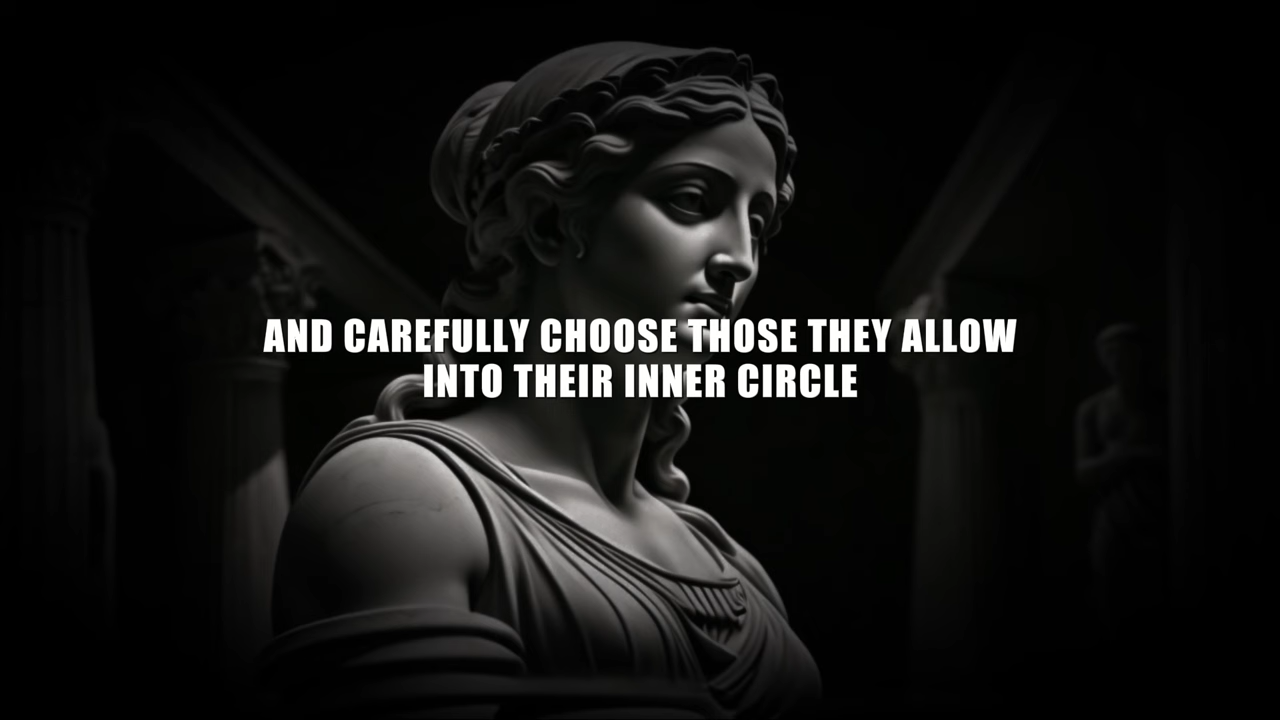 AND CAREFULLY CHOOSE THOSE THEY ALLOW
INTO THEIR INNER CIRCLE